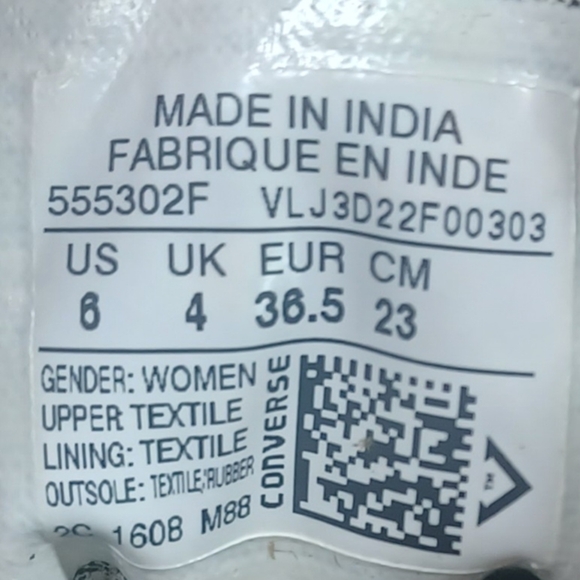 MADE IN INDIA
FABRIQUE EN INDE
555302F VLJ3D22F00303
US UK EUR CM
6 4 36.5 23
GENDER: WOMEN
UPPER TEXTILE
LINING: TEXTILE
OUTSOLE: TEXTILE/RUBBER
1608 M88
CONVERSE